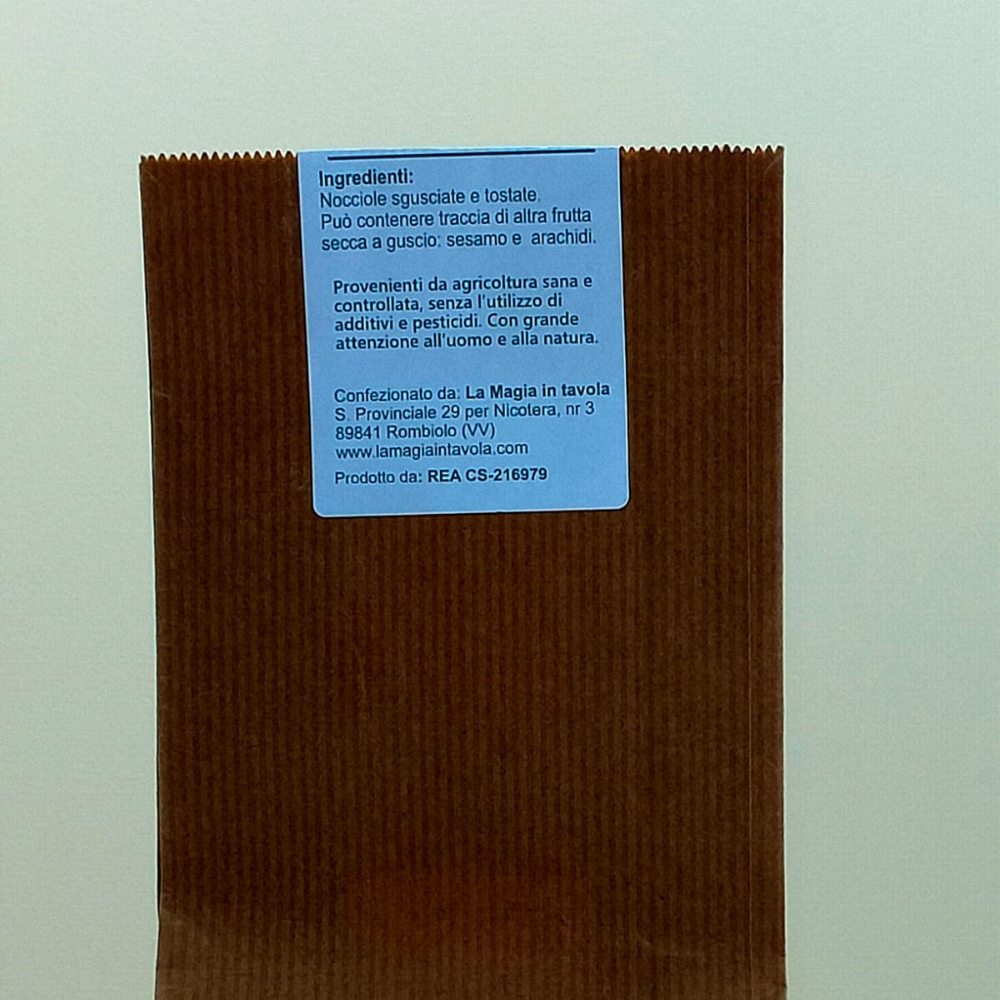 Ingredienti:
Nocciole sgusciate e tostate.
Può contenere traccia di altra frutta
secca a guscio: sesamo e arachidi.
Provenienti da agricoltura sana e
controllata, senza l'utilizzo di
additivi e pesticidi. Con grande
attenzione all'uomo e alla natura.
Confezionato da: La Magia in tavola
S. Provinciale 29 per Nicotera, nr 3
89841 Rombiolo (VV)
www.lamagiaintavola.com
Prodotto da: REA CS-216979